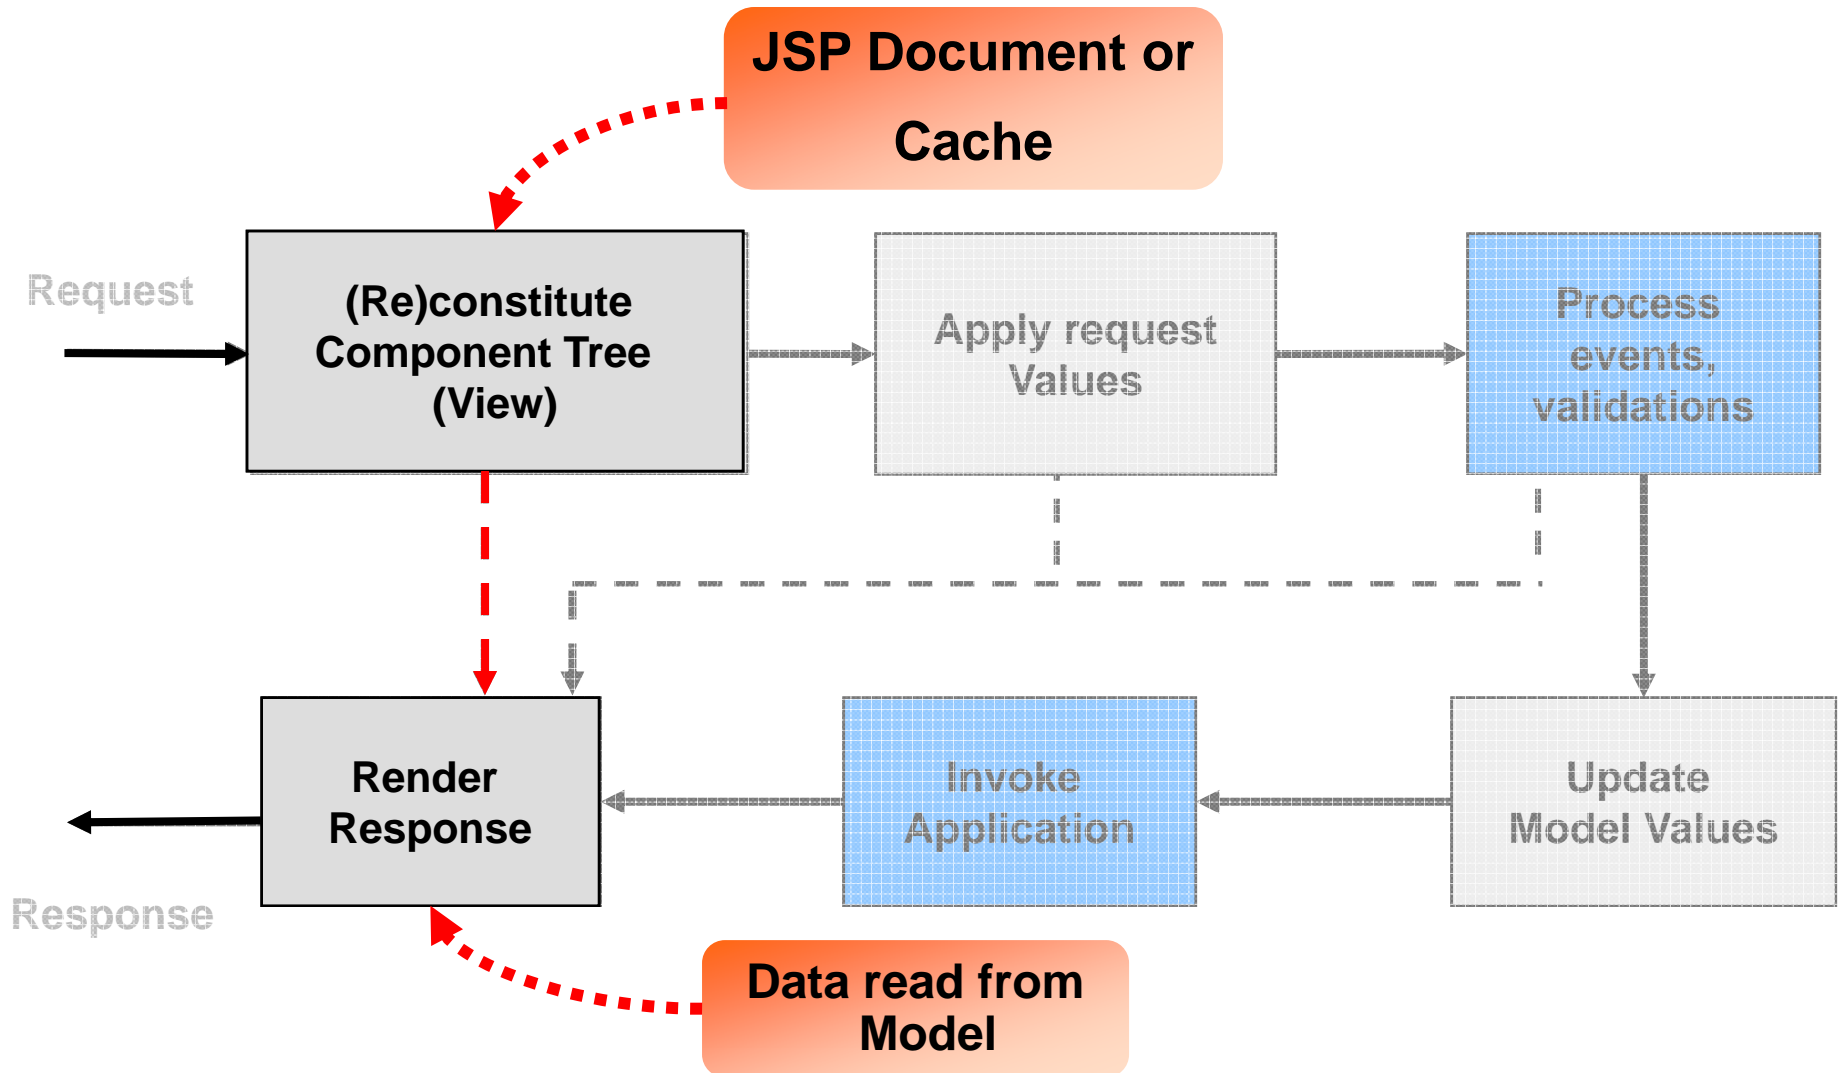 JSP Document or
Cache
Request
(Re)constitute
Component Tree
(View)
Apply request
Values
Process
events,
validations
Render
Response
Invoke
Application
Update
Model Values
Response
Data read from
Model